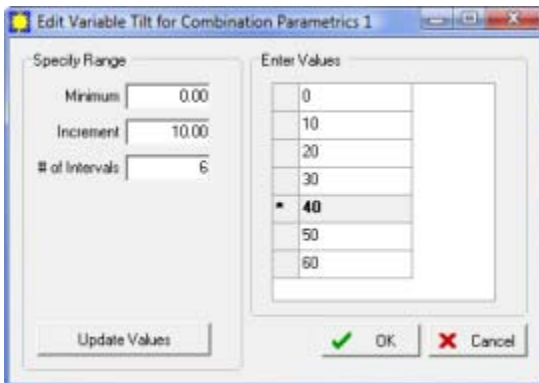 Edit Variable Tilt for Combination Parametrics 1
Specify Range
Minimum 0.00
Increment 10.00
# of Intervals 6
Update Values
Enter Values
0
10
20
30
* 40
50
60
OK
Cancel